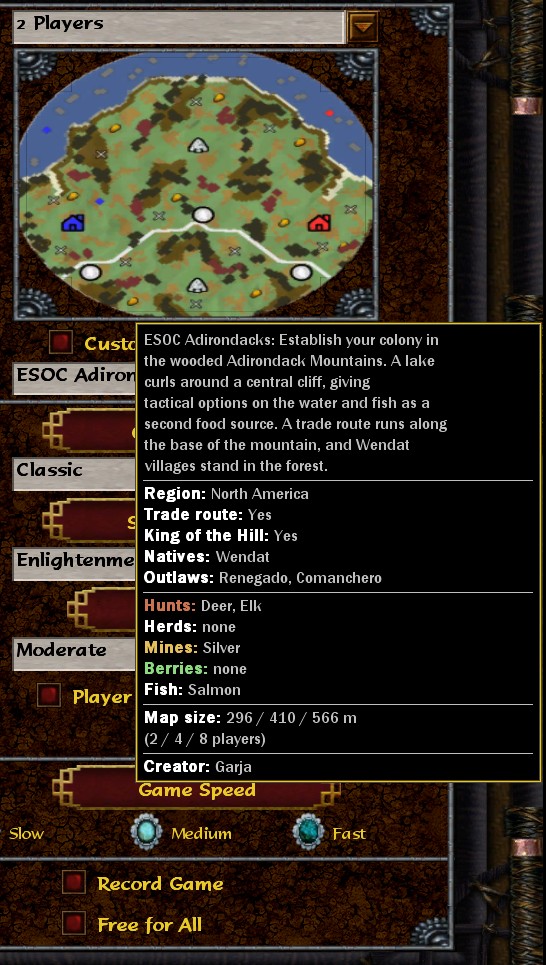 2 Players
Custo
ESOC Adiron
ESOC Adirondacks: Establish your colony in
the wooded Adirondack Mountains. A lake
curls around a central cliff, giving
tactical options on the water and fish as a
second food source. A trade route runs along
the base of the mountain, and Wendat
villages stand in the forest.
Region: North America
Trade route: Yes
King of the Hill: Yes
Natives: Wendat
Outlaws: Renegado, Comanchero
Hunts: Deer, Elk
Herds: none
Mines: Silver
Berries: none
Fish: Salmon
Map size: 296 / 410 / 566 m
(2 / 4 / 8 players)
Creator: Garja
Classic
Enlightenme
Moderate
Player
Game Speed
Slow Medium Fast
Record Game
Free for All